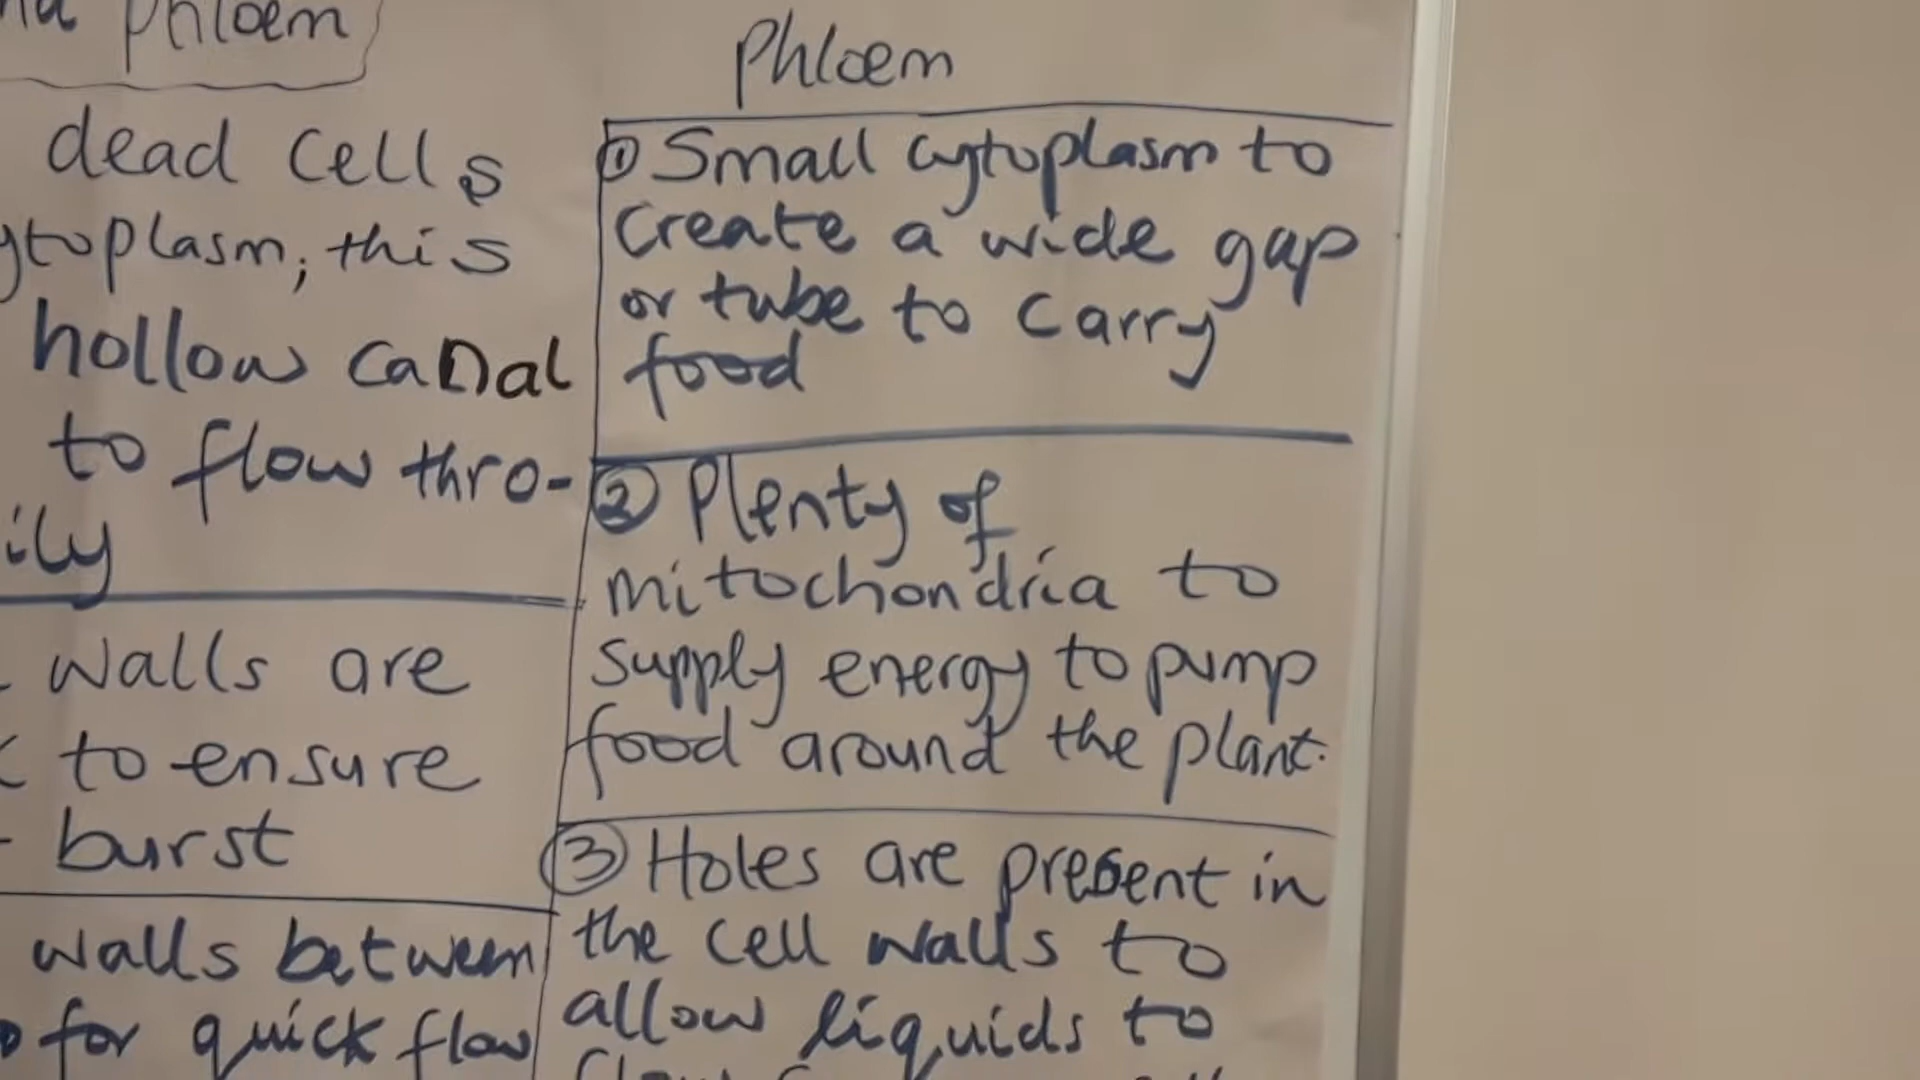 Phloem
dead cells
ytoplasm, this
hollow canal
to flow thro-
ily
walls are
to ensure
burst
walls between
for quick flow
Phloem
① Small cytoplasm to
create a wide gap
or tube to carry
food
② Plenty of
mitochondria to
supply energy to pump
food around the plant.
③ Holes are present in
the cell walls to
allow liquids to